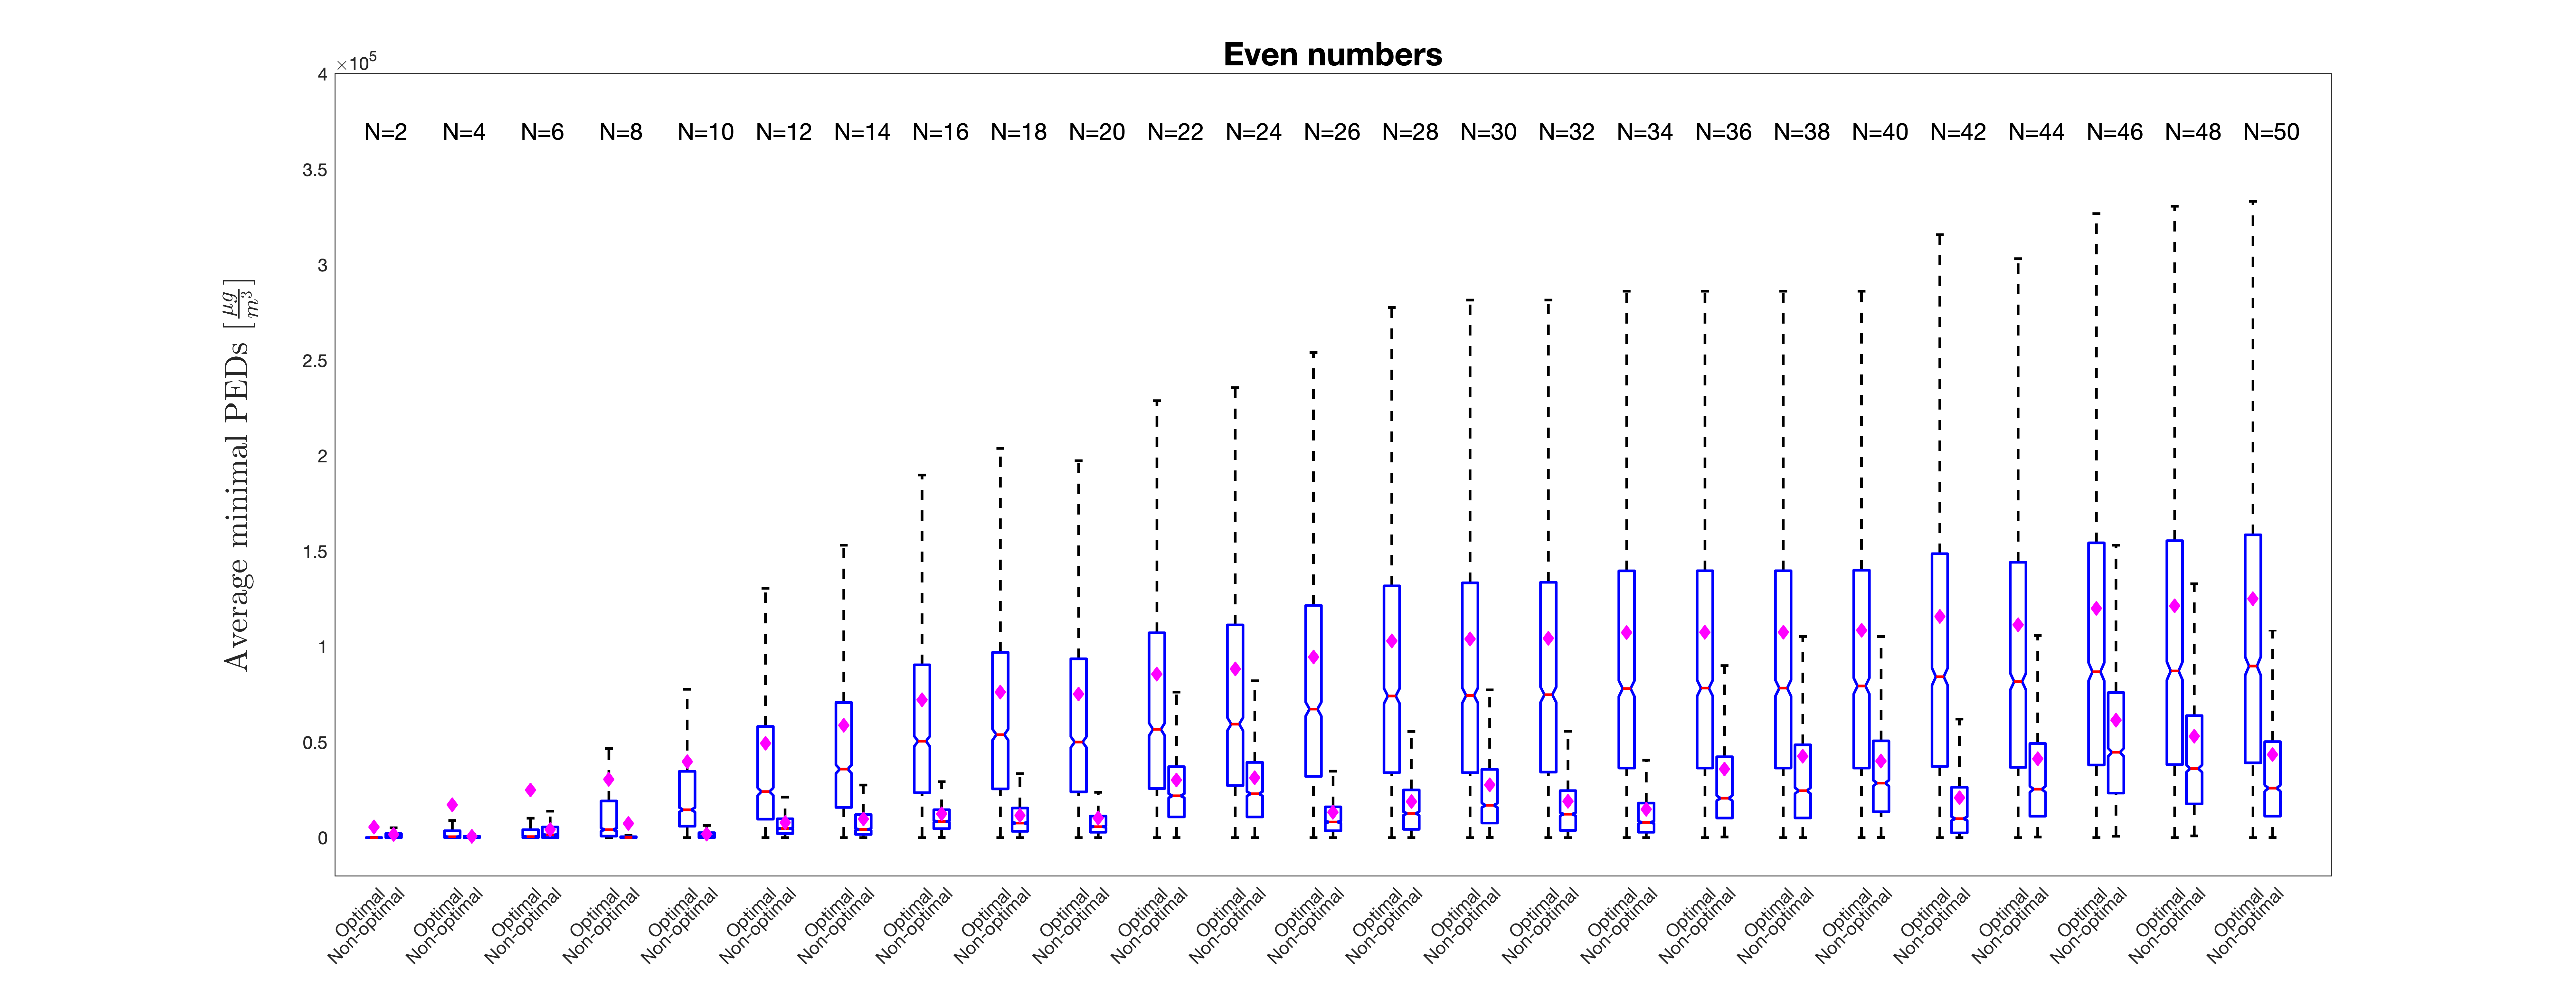 Even numbers
×10⁵
4
3.5
3
2.5
2
1.5
1
0.5
0
Average minimal PEDs [μg/m³]
N=2 N=4 N=6 N=8 N=10 N=12 N=14 N=16 N=18 N=20 N=22 N=24 N=26 N=28 N=30 N=32 N=34 N=36 N=38 N=40 N=42 N=44 N=46 N=48 N=50
Optimal Non-optimal Optimal Non-optimal Optimal Non-optimal Optimal Non-optimal Optimal Non-optimal Optimal Non-optimal Optimal Non-optimal Optimal Non-optimal Optimal Non-optimal Optimal Non-optimal Optimal Non-optimal Optimal Non-optimal Optimal Non-optimal Optimal Non-optimal Optimal Non-optimal Optimal Non-optimal Optimal Non-optimal Optimal Non-optimal Optimal Non-optimal Optimal Non-optimal Optimal Non-optimal Optimal Non-optimal Optimal Non-optimal Optimal Non-optimal Optimal Non-optimal